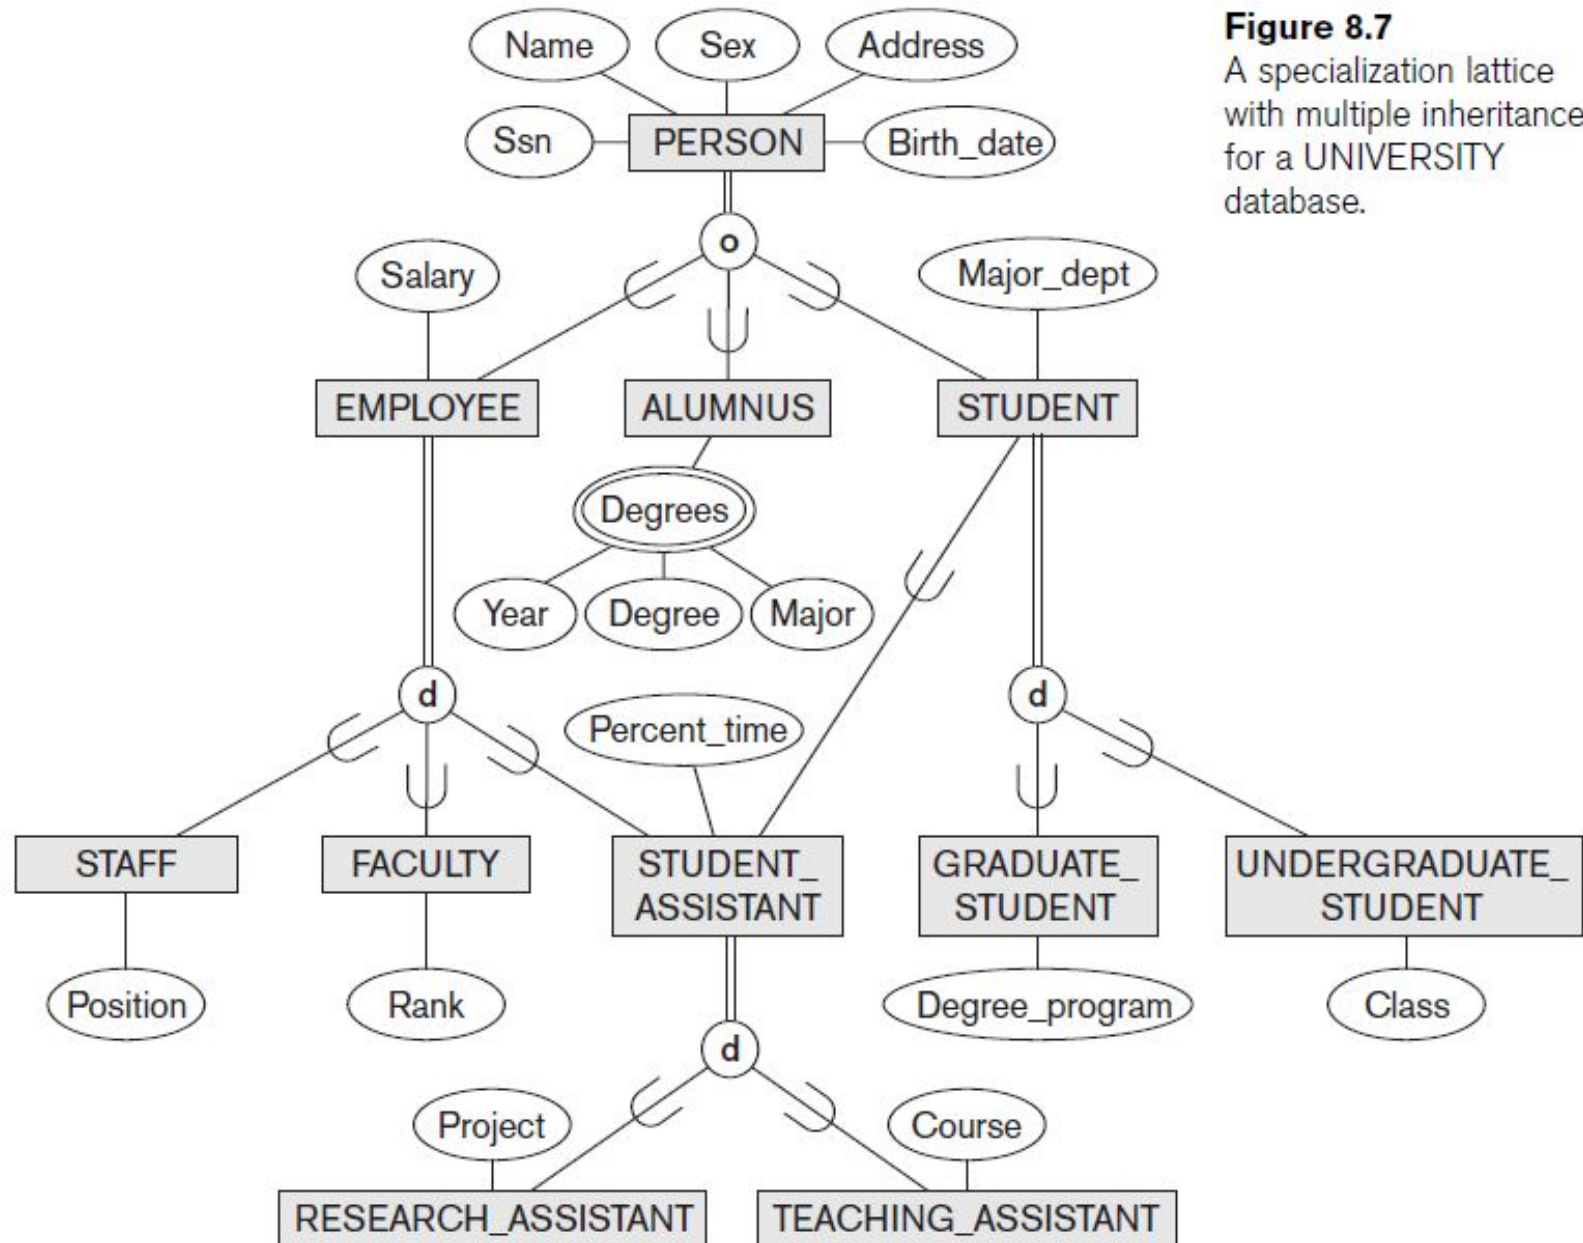 Figure 8.7
A specialization lattice
with multiple inheritance
for a UNIVERSITY
database.
Name
Sex
Address
Ssn
PERSON
Birth_date
o
Salary
Major_dept
EMPLOYEE
ALUMNUS
STUDENT
Degrees
Year
Degree
Major
d
d
Percent_time
STAFF
FACULTY
STUDENT_
ASSISTANT
GRADUATE_
STUDENT
UNDERGRADUATE_
STUDENT
Position
Rank
Degree_program
Class
d
Project
Course
RESEARCH_ASSISTANT
TEACHING_ASSISTANT